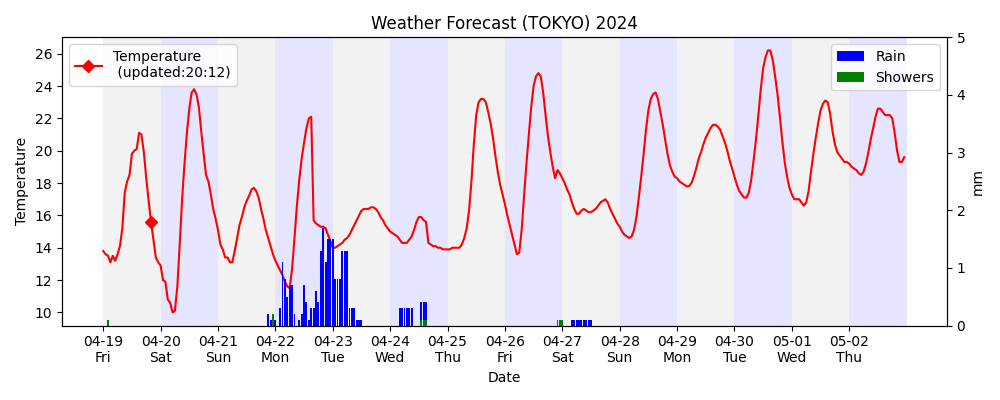 Weather Forecast (TOKYO) 2024
Temperature
(updated:20:12)
Rain
Showers
Temperature
26
24
22
20
18
16
14
12
10
5
4
3
2
1
0
mm
04-19 04-20 04-21 04-22 04-23 04-24 04-25 04-26 04-27 04-28 04-29 04-30 05-01 05-02
Fri Sat Sun Mon Tue Wed Thu Fri Sat Sun Mon Tue Wed Thu
Date